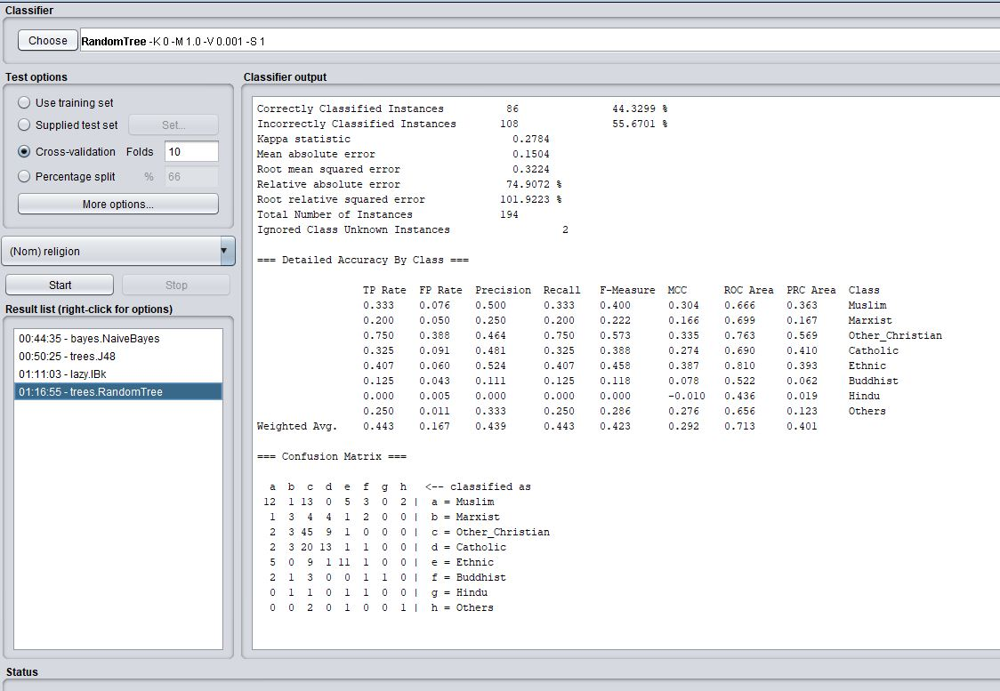 Classifier
Choose RandomTree -K 0 -M 1.0 -V 0.001 -S 1
Test options
Use training set
Supplied test set Set...
Cross-validation Folds 10
Percentage split % 66
More options...
(Nom) religion
Start Stop
Result list (right-click for options)
00:44:35 - bayes.NaiveBayes
00:50:25 - trees.J48
01:11:03 - lazy.IBk
01:16:55 - trees.RandomTree
Classifier output
Correctly Classified Instances 86 44.3299 %
Incorrectly Classified Instances 108 55.6701 %
Kappa statistic 0.2784
Mean absolute error 0.1504
Root mean squared error 0.3224
Relative absolute error 74.9072 %
Root relative squared error 101.9223 %
Total Number of Instances 194
Ignored Class Unknown Instances 2
=== Detailed Accuracy By Class ===
TP Rate FP Rate Precision Recall F-Measure MCC ROC Area PRC Area Class
0.333 0.076 0.500 0.333 0.400 0.304 0.666 0.363 Muslim
0.200 0.050 0.250 0.200 0.222 0.166 0.699 0.167 Marxist
0.750 0.388 0.464 0.750 0.573 0.335 0.763 0.569 Other_Christian
0.325 0.091 0.481 0.325 0.388 0.274 0.690 0.410 Catholic
0.407 0.060 0.524 0.407 0.458 0.387 0.810 0.393 Ethnic
0.125 0.043 0.111 0.125 0.118 0.078 0.522 0.062 Buddhist
0.000 0.005 0.000 0.000 0.000 -0.010 0.436 0.019 Hindu
0.250 0.011 0.333 0.250 0.286 0.276 0.656 0.123 Others
Weighted Avg. 0.443 0.167 0.439 0.443 0.423 0.292 0.713 0.401
=== Confusion Matrix ===
a b c d e f g h <-- classified as
12 1 13 0 5 3 0 2 | a = Muslim
1 3 4 4 1 2 0 0 | b = Marxist
2 3 45 9 1 0 0 0 | c = Other_Christian
2 3 20 13 1 1 0 0 | d = Catholic
5 0 9 1 11 1 0 0 | e = Ethnic
2 1 3 0 0 1 1 0 | f = Buddhist
0 1 1 0 1 1 0 0 | g = Hindu
0 0 2 0 1 0 0 1 | h = Others
Status